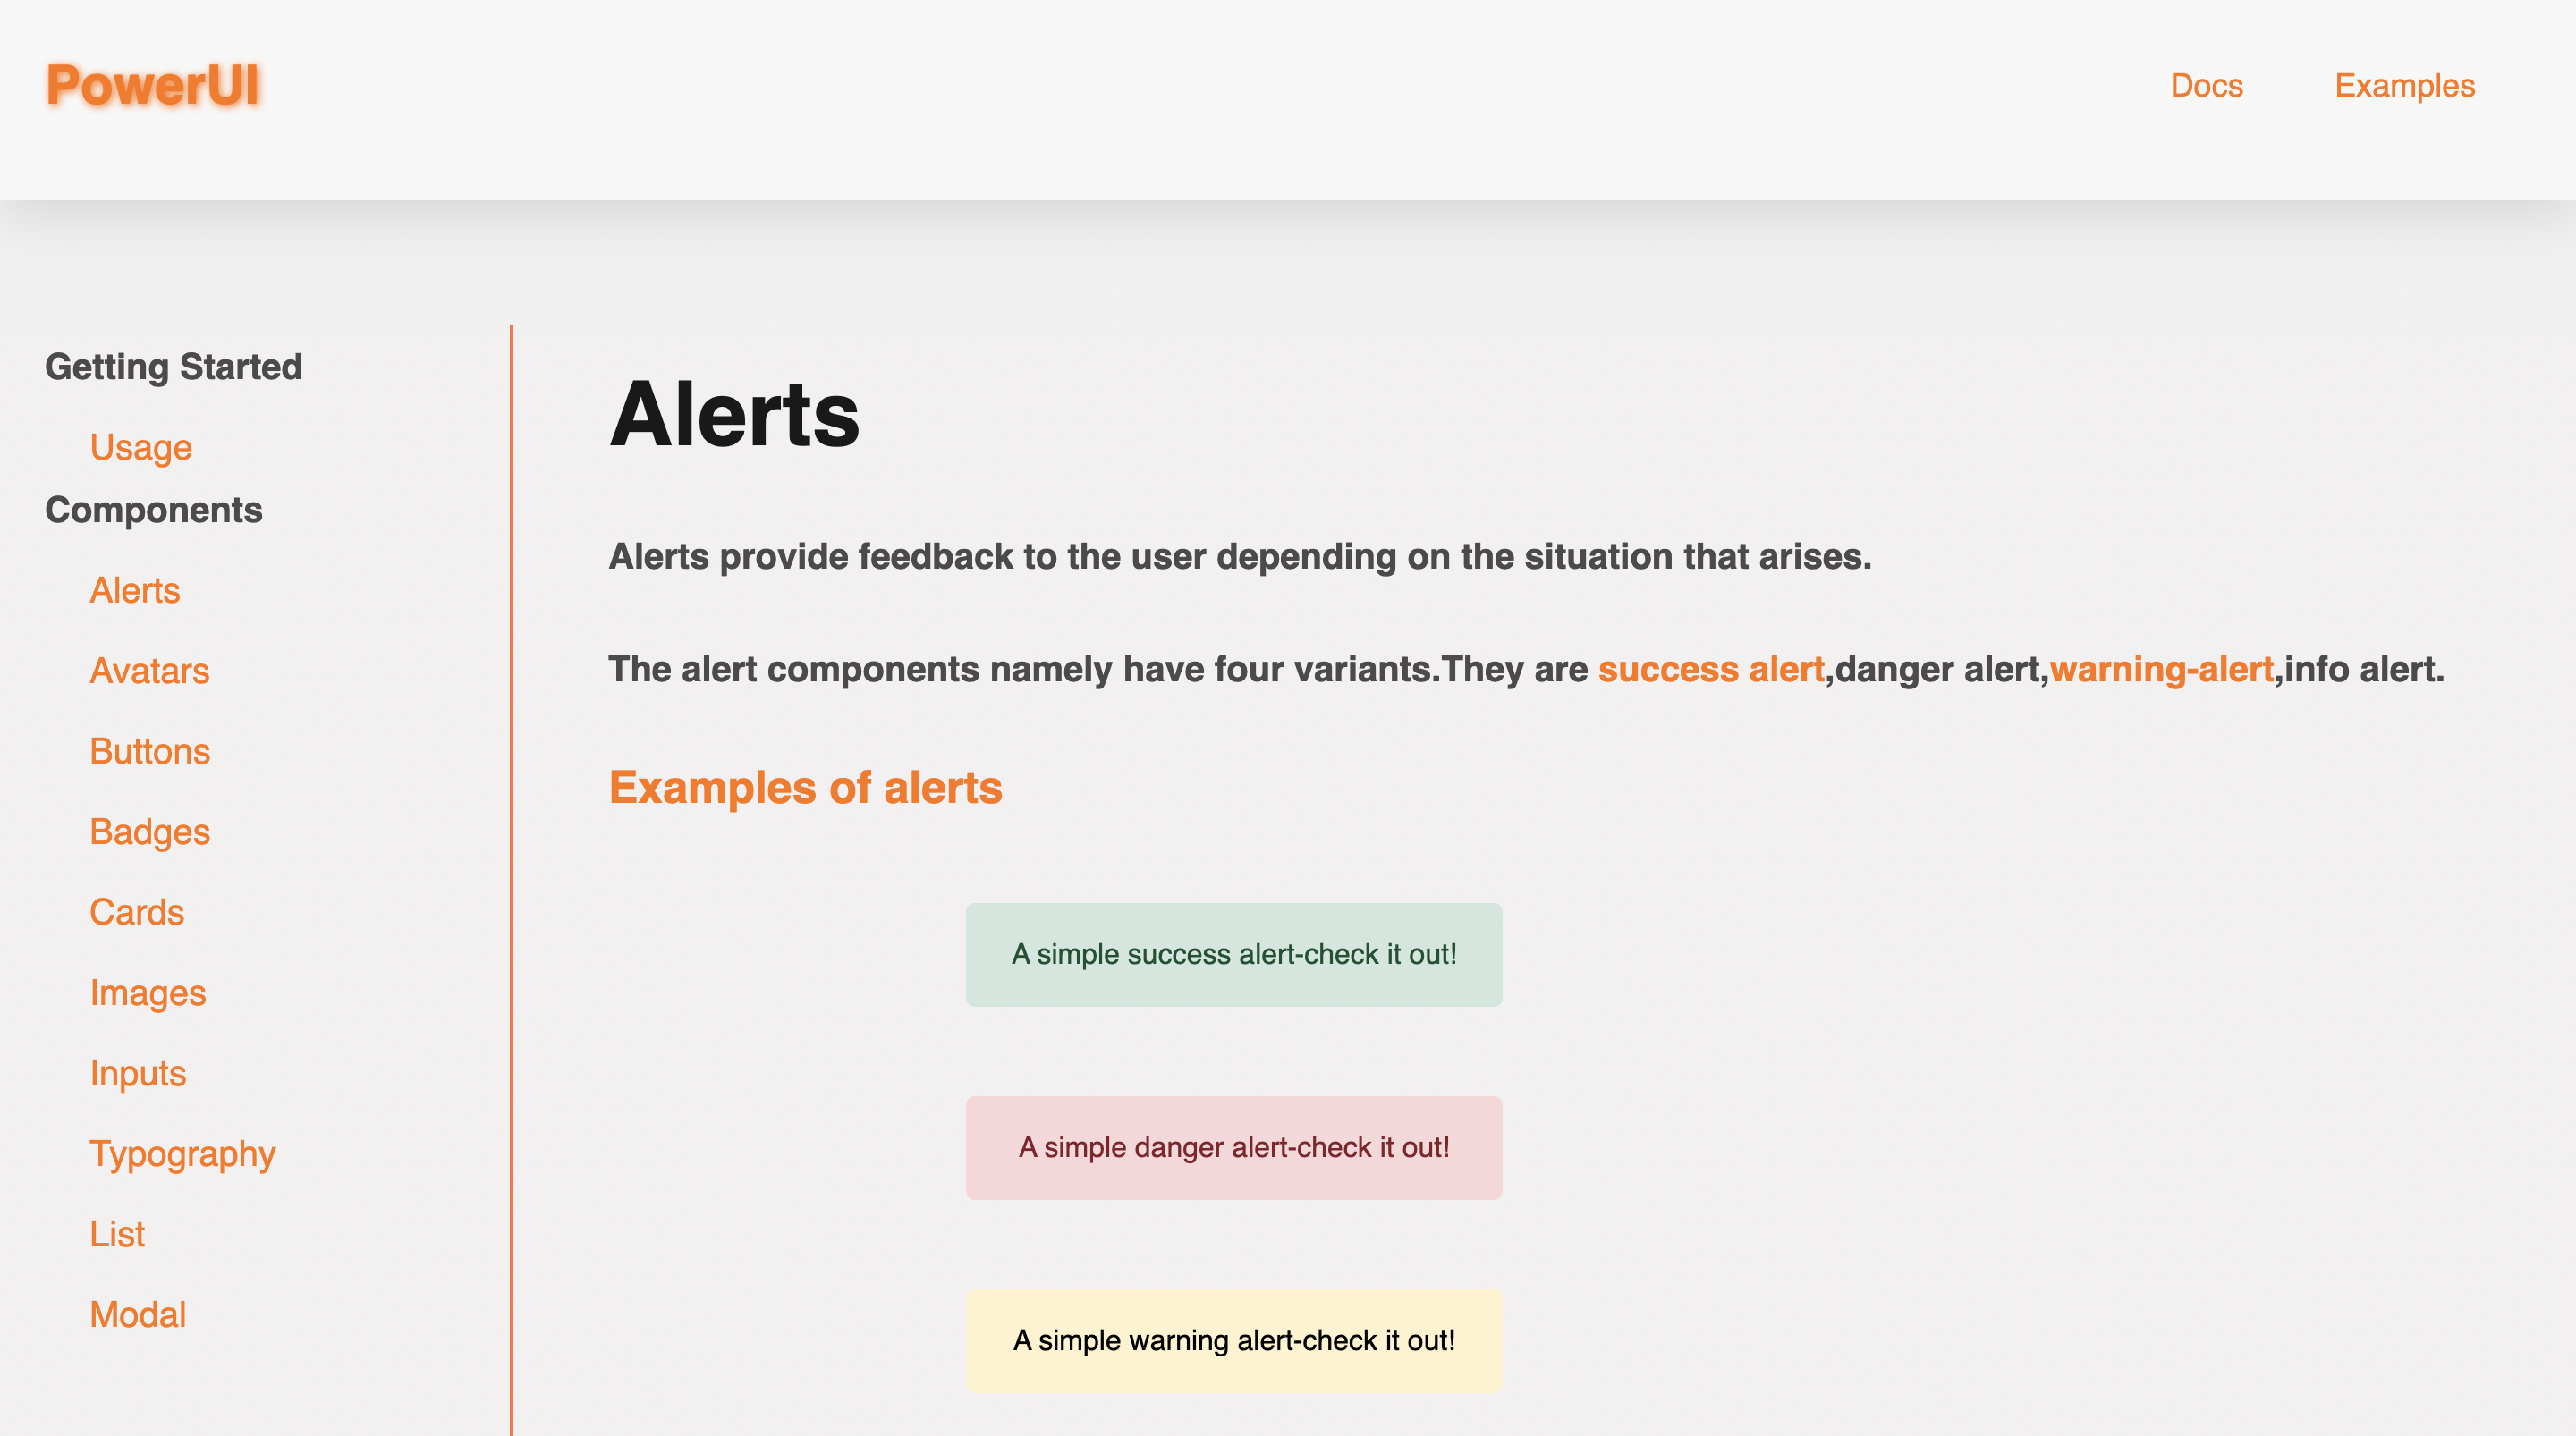 PowerUI
Docs
Examples
Getting Started
Usage
Components
Alerts
Avatars
Buttons
Badges
Cards
Images
Inputs
Typography
List
Modal
Alerts
Alerts provide feedback to the user depending on the situation that arises.
The alert components namely have four variants.They are success alert,danger alert,warning-alert,info alert.
Examples of alerts
A simple success alert-check it out!
A simple danger alert-check it out!
A simple warning alert-check it out!